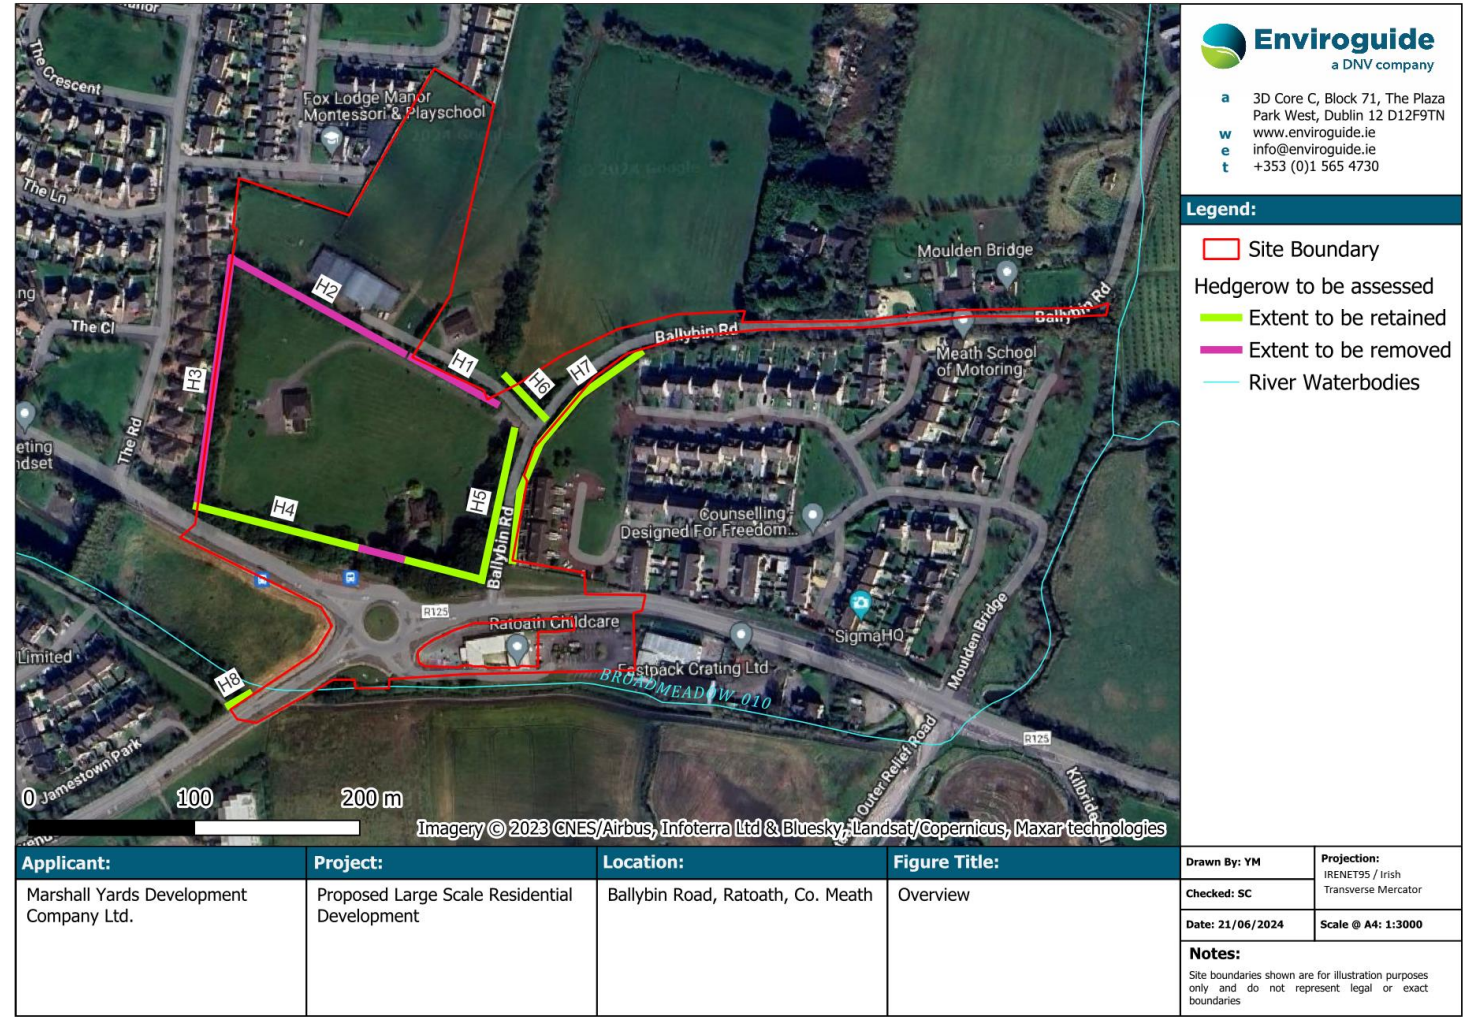 Manor
The Crescent
Fox Lodge Manor
Montessori & Playschool
The Ln
ng
The Cl
The Rd
eting
ndset
H2
H1
H3
H4
H5
H6
H7
H8
Ballybin Rd
Ballybin Rd
Ballybin Rd
Moulden Bridge
Meath School
of Motoring
Counselling -
Designed For Freedom...
R125
Ratoath Childcare
SigmaHQ
Eastpack Crating Ltd
BROADMEADOW_010
Moulden Bridge
R125
Outer Relief Road
Kilbride
Limited
Jamestown Park
0 100 200 m
Imagery © 2023 CNES/Airbus, Infoterra Ltd & Bluesky, Landsat/Copernicus, Maxar technologies
Enviroguide
a DNV company
a 3D Core C, Block 71, The Plaza
Park West, Dublin 12 D12F9TN
w www.enviroguide.ie
e info@enviroguide.ie
t +353 (0)1 565 4730
Legend:
Site Boundary
Hedgerow to be assessed
Extent to be retained
Extent to be removed
River Waterbodies
Applicant:
Marshall Yards Development
Company Ltd.
Project:
Proposed Large Scale Residential
Development
Location:
Ballybin Road, Ratoath, Co. Meath
Figure Title:
Overview
Drawn By: YM
Checked: SC
Date: 21/06/2024
Projection:
IRENET95 / Irish
Transverse Mercator
Scale @ A4: 1:3000
Notes:
Site boundaries shown are for illustration purposes
only and do not represent legal or exact
boundaries